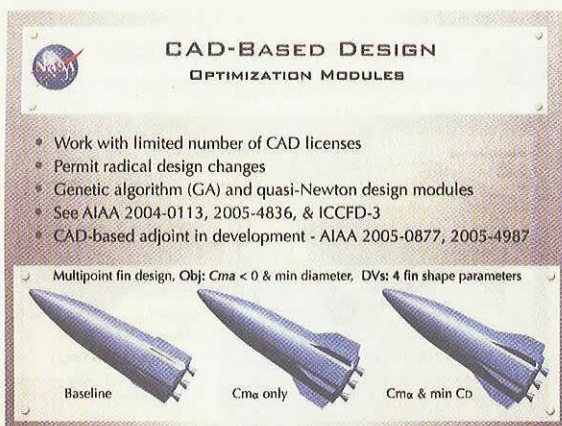 NASA
CAD-BASED DESIGN
OPTIMIZATION MODULES
Work with limited number of CAD licenses
Permit radical design changes
Genetic algorithm (GA) and quasi-Newton design modules
See AIAA 2004-0113, 2005-4836, & ICCFD-3
CAD-based adjoint in development - AIAA 2005-0877, 2005-4987
Multipoint fin design, Obj: Cma < 0 & min diameter, DVs: 4 fin shape parameters
Baseline
Cmα only
Cmα & min CD